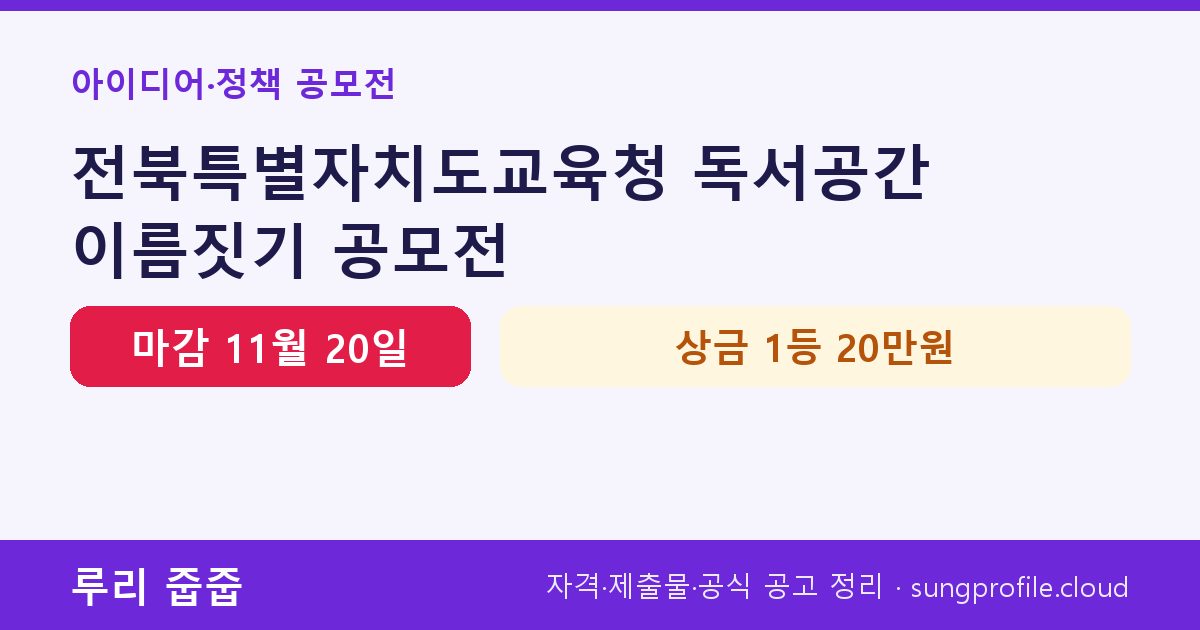 아이디어·정책 공모전
전북특별자치도교육청 독서공간
이름짓기 공모전
마감 11월 20일
상금 1등 20만원
루리 줍줍
자격·제출물·공식 공고 정리 · sungprofile.cloud